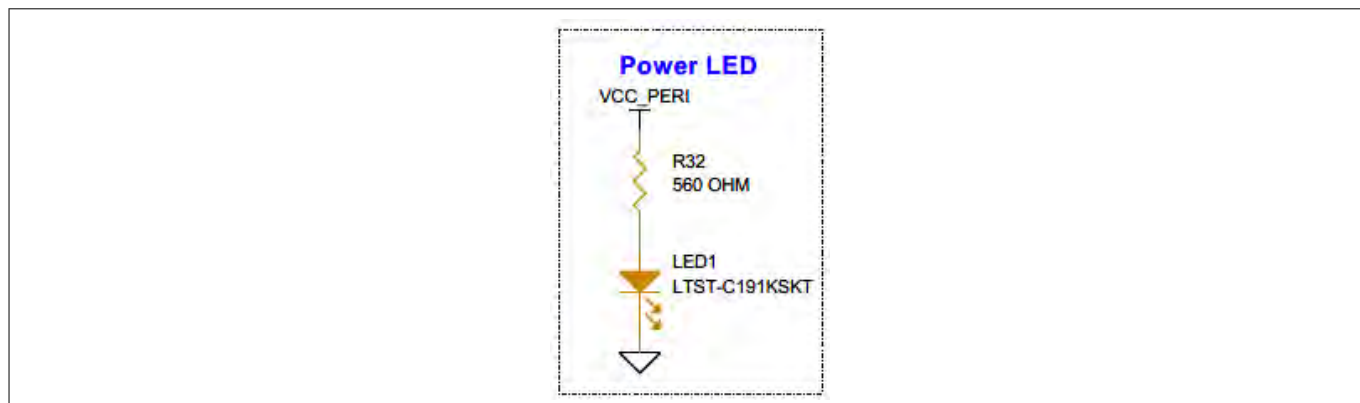 Power LED
VCC_PERI
R32
560 OHM
LED1
LTST-C191KSKT